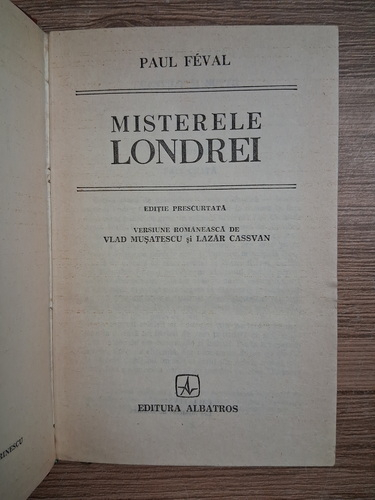 PAUL FÉVAL
MISTERELE
LONDREI
EDIȚIE PRESCURTATĂ
VERSIUNE ROMÂNEASCĂ DE
VLAD MUȘATESCU și LAZĂR CASSVAN
EDITURA ALBATROS